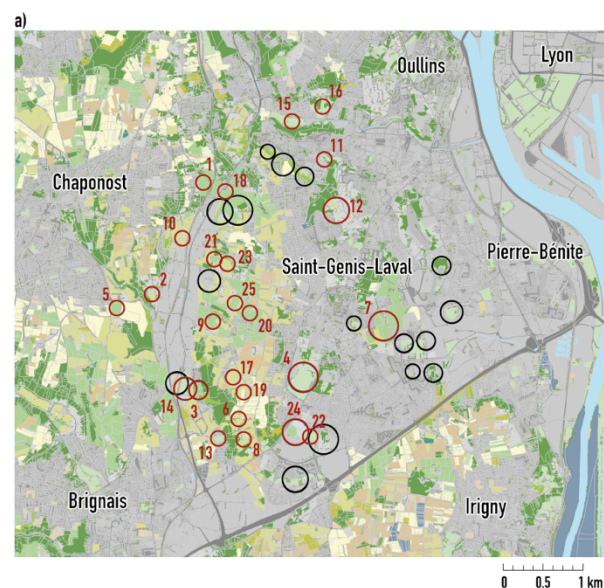 a)
Oullins
Lyon
16
15
11
1
18
Chaponost
12
10
21
23
Saint-Genis-Laval
Pierre-Bénite
2
5
25
9
20
7
17
4
14
3
19
6
24
22
13
8
Brignais
Irigny
0 0.5 1 km